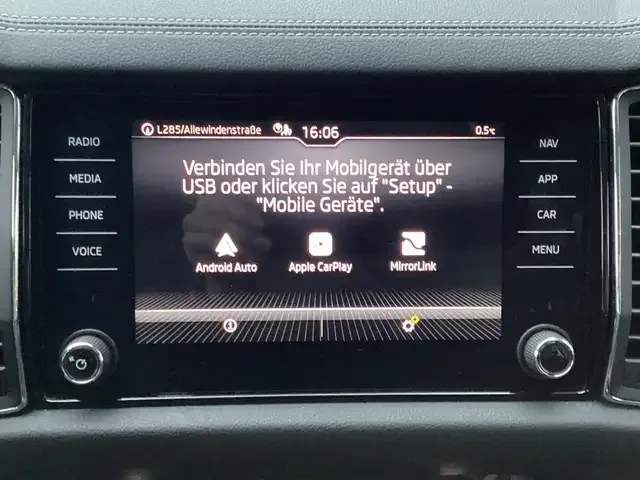 L285/Allewindenstraße 16:06 0.5°C
RADIO
MEDIA
PHONE
VOICE
Verbinden Sie Ihr Mobilgerät über
USB oder klicken Sie auf "Setup" -
"Mobile Geräte".
Android Auto Apple CarPlay MirrorLink
NAV
APP
CAR
MENU